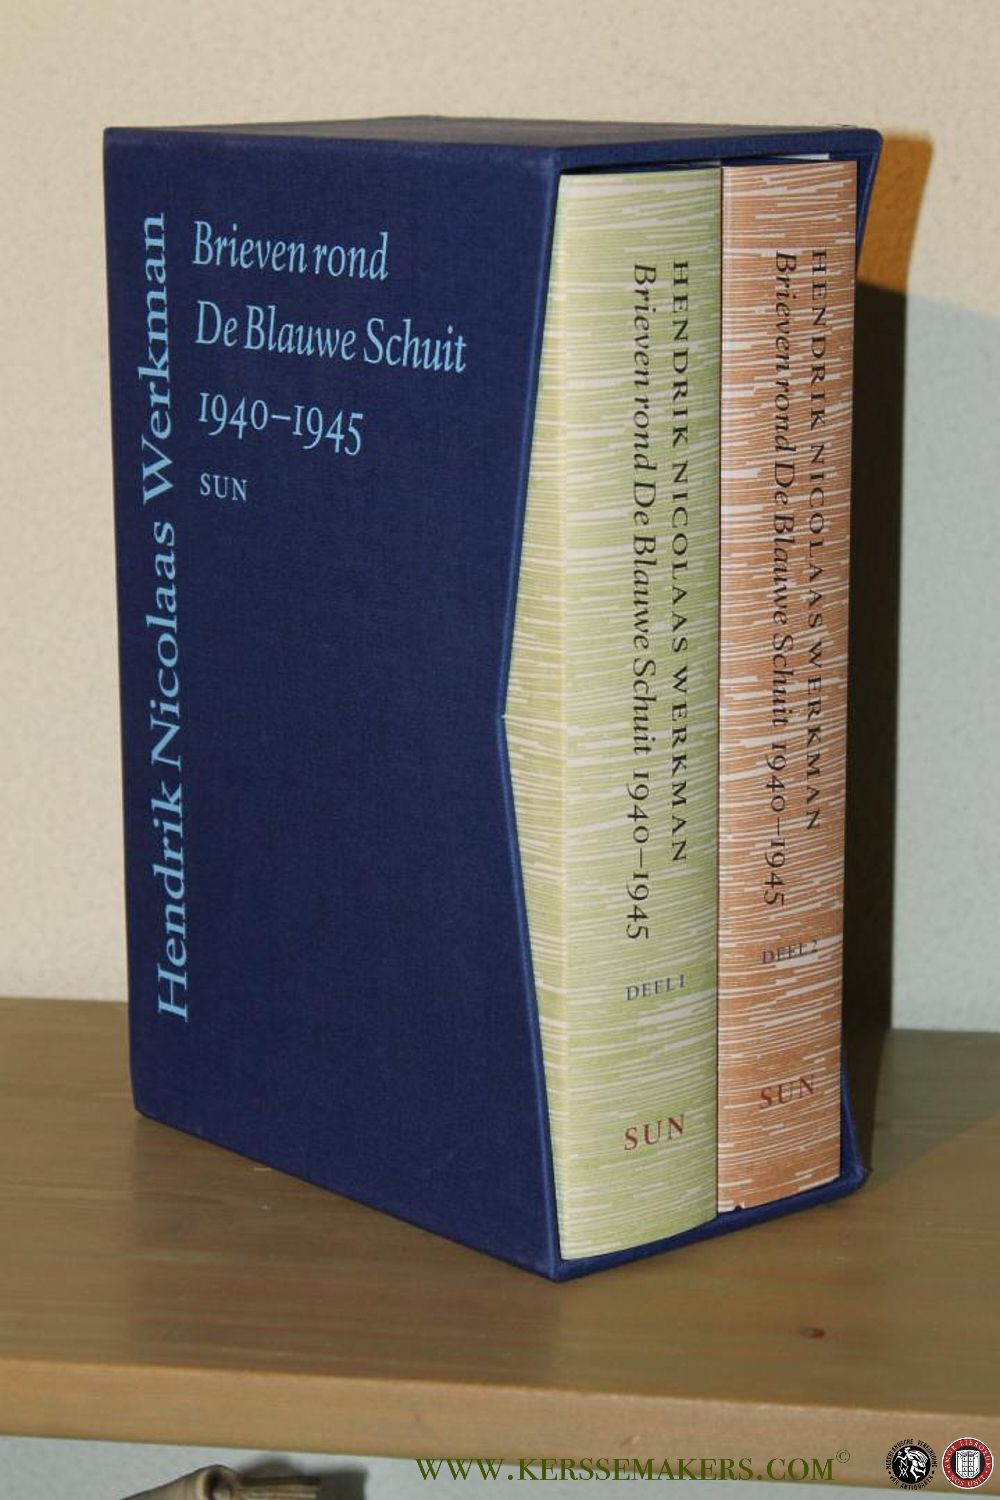 Hendrik Nicolaas Werkman
Brieven rond
De Blauwe Schuit
1940–1945
SUN
HENDRIK NICOLAAS WERKMAN
Brieven rond De Blauwe Schuit 1940–1945
DEEL 1
SUN
HENDRIK NICOLAAS WERKMAN
Brieven rond De Blauwe Schuit 1940–1945
DEEL 2
SUN
WWW.KERSSEMAKERS.COM©